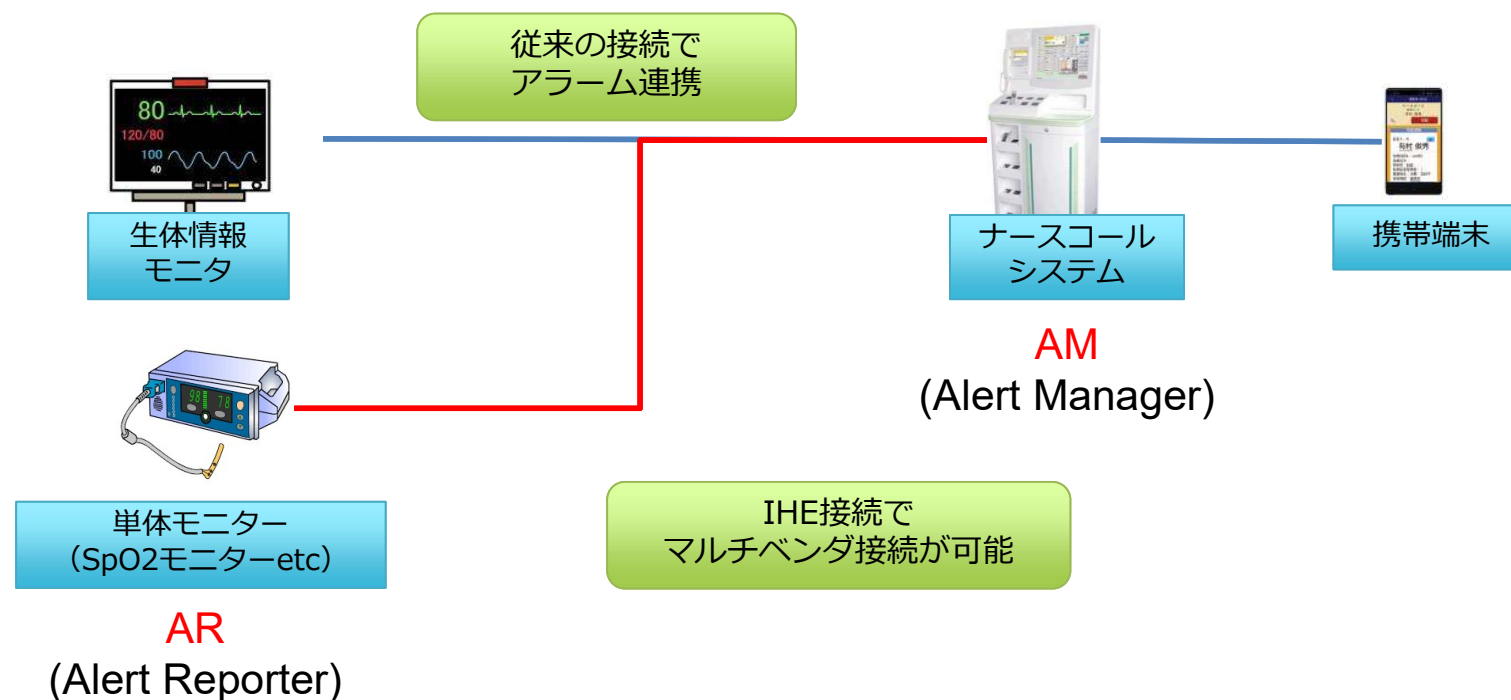 従来の接続で
アラーム連携
80
120/80
100
40
生体情報
モニタ
ナースコール
システム
携帯端末
AM
(Alert Manager)
98 78
単体モニター
（SpO2モニターetc）
AR
(Alert Reporter)
IHE接続で
マルチベンダ接続が可能